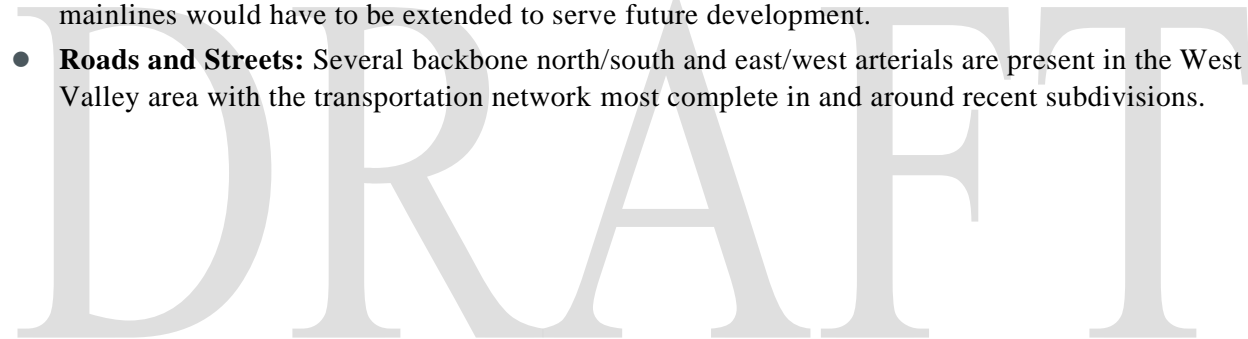 mainlines would have to be extended to serve future development.
● Roads and Streets: Several backbone north/south and east/west arterials are present in the West
Valley area with the transportation network most complete in and around recent subdivisions.
DRAFT